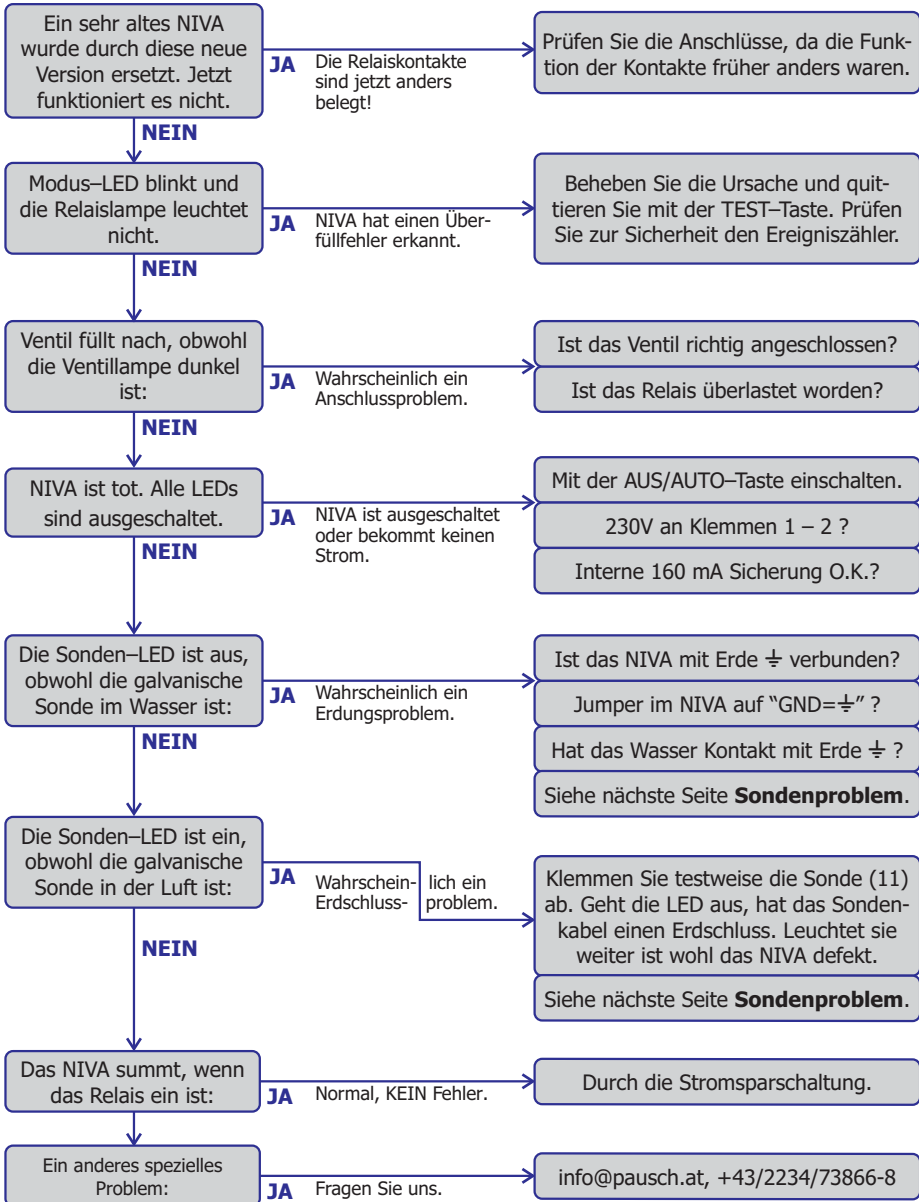 Ein sehr altes NIVA
wurde durch diese neue
Version ersetzt. Jetzt
funktioniert es nicht.
JA
Die Relaiskontakte
sind jetzt anders
belegt!
Prüfen Sie die Anschlüsse, da die Funk-
tion der Kontakte früher anders waren.
NEIN
Modus–LED blinkt und
die Relaislampe leuchtet
nicht.
JA
NIVA hat einen Über-
füllfehler erkannt.
Beheben Sie die Ursache und quit-
tieren Sie mit der TEST–Taste. Prüfen
Sie zur Sicherheit den Ereigniszähler.
NEIN
Ventil füllt nach, obwohl
die Ventillampe dunkel
ist:
JA
Wahrscheinlich ein
Anschlussproblem.
Ist das Ventil richtig angeschlossen?
Ist das Relais überlastet worden?
NEIN
NIVA ist tot. Alle LEDs
sind ausgeschaltet.
JA
NIVA ist ausgeschaltet
oder bekommt keinen
Strom.
Mit der AUS/AUTO–Taste einschalten.
230V an Klemmen 1 – 2 ?
Interne 160 mA Sicherung O.K.?
NEIN
Die Sonden–LED ist aus,
obwohl die galvanische
Sonde im Wasser ist:
JA
Wahrscheinlich ein
Erdungsproblem.
Ist das NIVA mit Erde ⏚ verbunden?
Jumper im NIVA auf “GND=⏚” ?
Hat das Wasser Kontakt mit Erde ⏚ ?
Siehe nächste Seite Sondenproblem.
NEIN
Die Sonden–LED ist ein,
obwohl die galvanische
Sonde in der Luft ist:
JA
Wahrschein- lich ein
Erdschluss- problem.
Klemmen Sie testweise die Sonde (11)
ab. Geht die LED aus, hat das Sonden-
kabel einen Erdschluss. Leuchtet sie
weiter ist wohl das NIVA defekt.
Siehe nächste Seite Sondenproblem.
NEIN
Das NIVA summt, wenn
das Relais ein ist:
JA
Normal, KEIN Fehler.
Durch die Stromsparschaltung.
Ein anderes spezielles
Problem:
JA
Fragen Sie uns.
info@pausch.at, +43/2234/73866-8